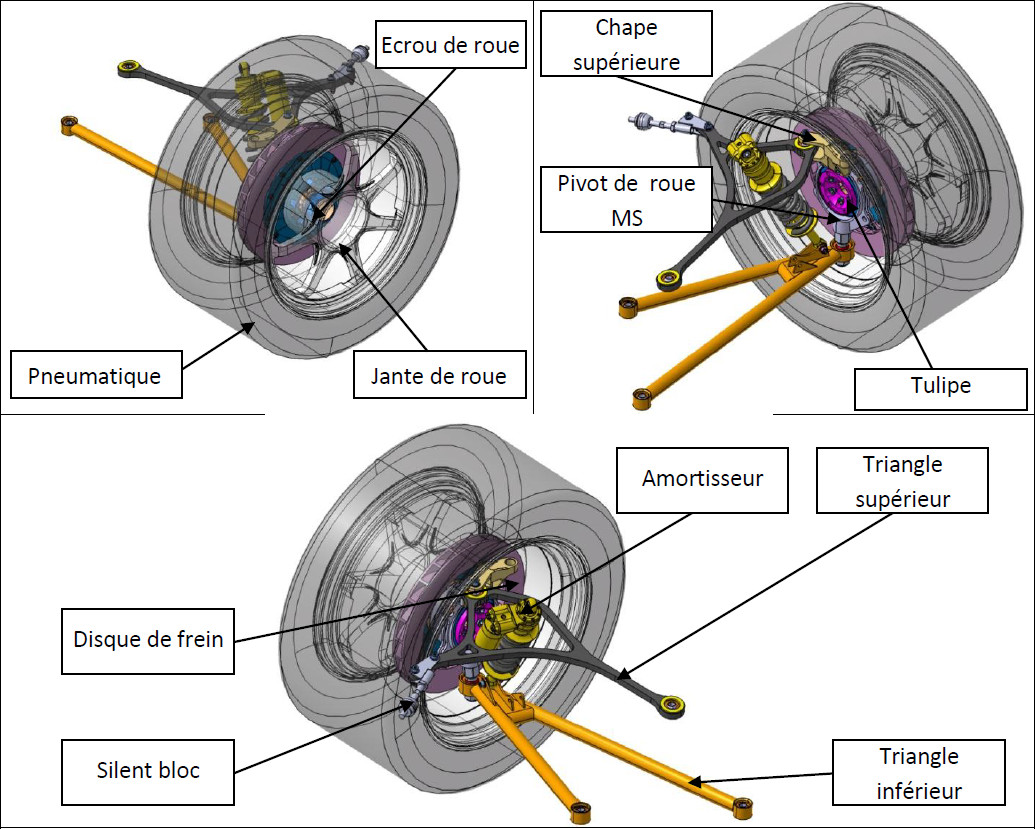 Ecrou de roue
Pneumatique
Jante de roue
Chape
supérieure
Pivot de roue
MS
Tulipe
Amortisseur
Triangle
supérieur
Disque de frein
Silent bloc
Triangle
inférieur